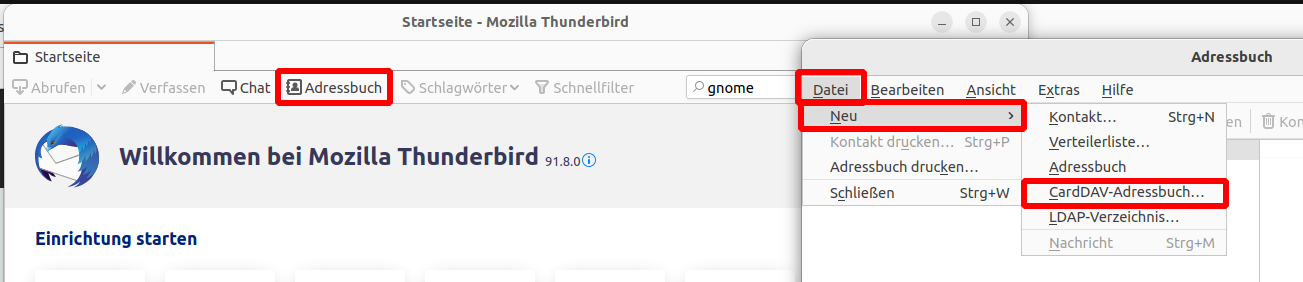 Startseite - Mozilla Thunderbird
Startseite
Abrufen Verfassen Chat Adressbuch Schlagwörter Schnellfilter gnome
Willkommen bei Mozilla Thunderbird 91.8.0
Einrichtung starten
Adressbuch
Datei Bearbeiten Ansicht Extras Hilfe
Neu
Kontakt drucken… Strg+P
Adressbuch drucken…
Schließen Strg+W
Kontakt… Strg+N
Verteilerliste…
Adressbuch
CardDAV-Adressbuch…
LDAP-Verzeichnis…
Nachricht Strg+M